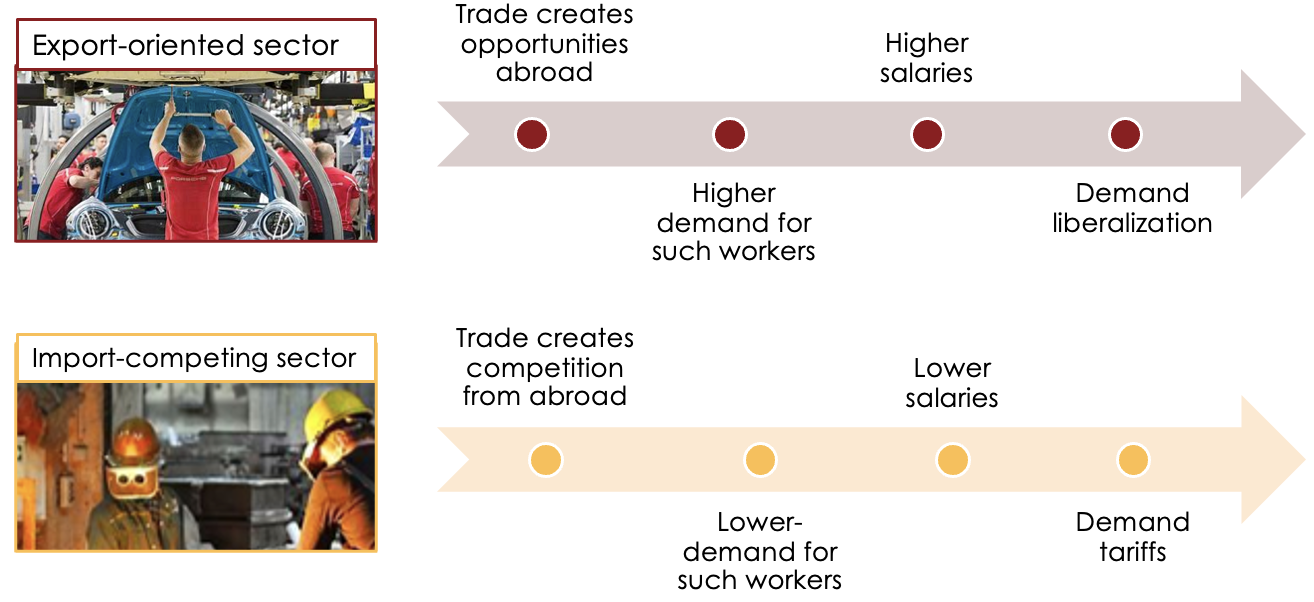 Export-oriented sector
Trade creates
opportunities
abroad
Higher
demand for
such workers
Higher
salaries
Demand
liberalization
PORSCHE
Import-competing sector
Trade creates
competition
from abroad
Lower-
demand for
such workers
Lower
salaries
Demand
tariffs